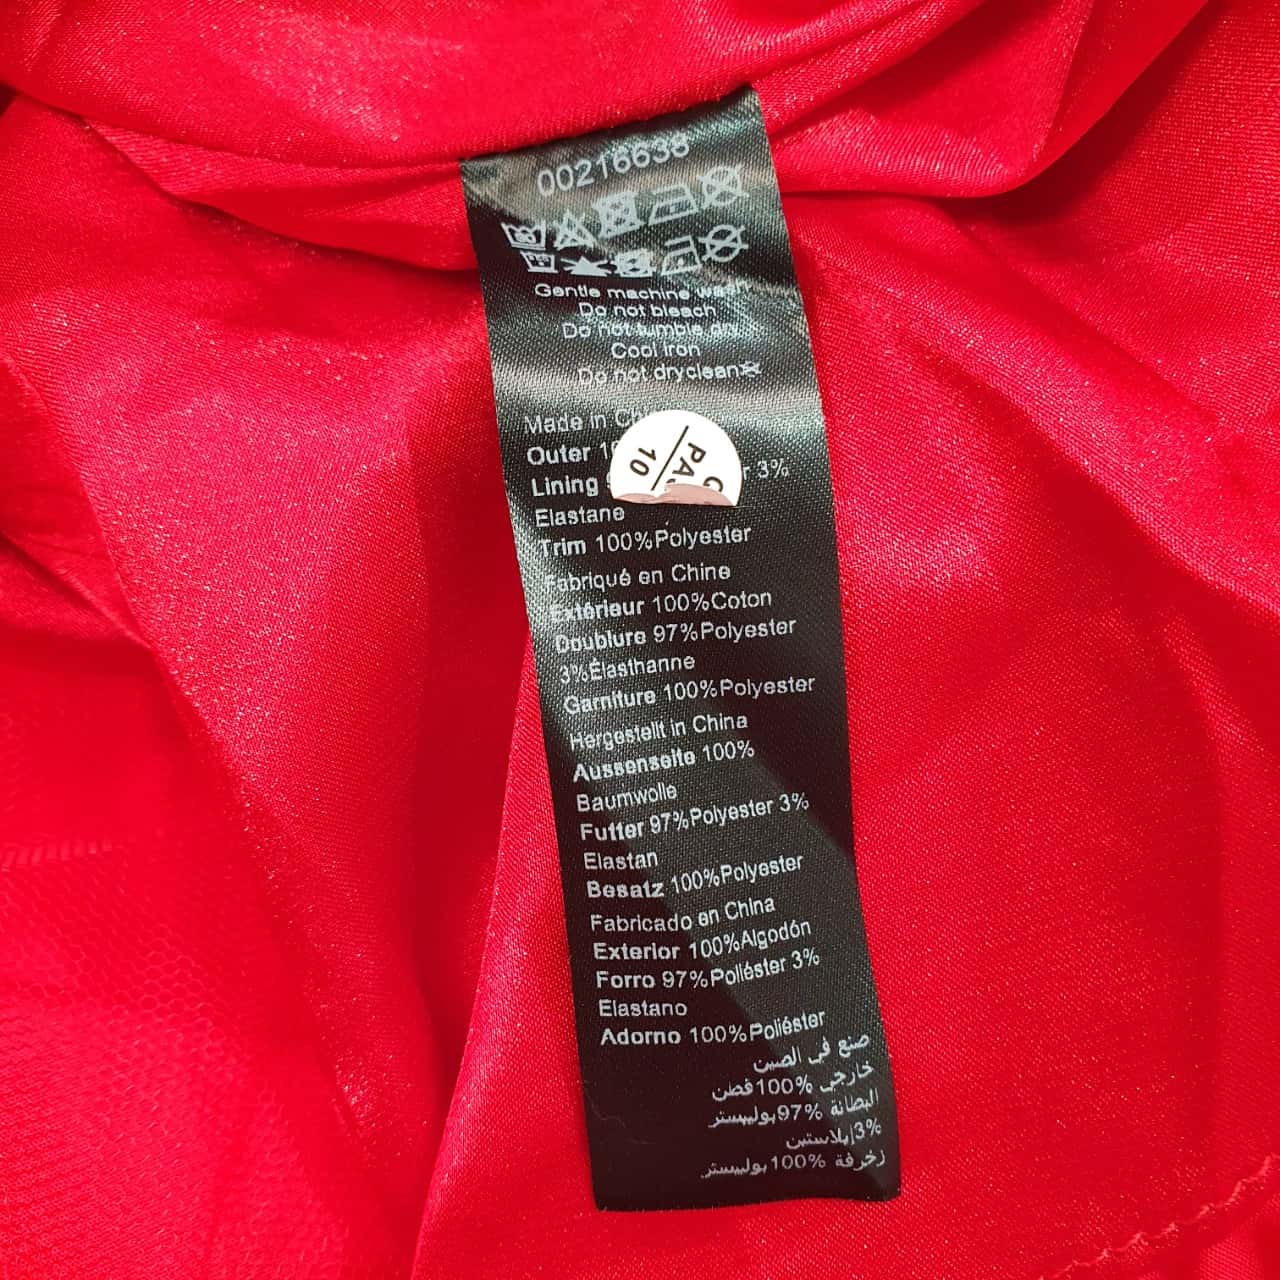 00216638
Gentle machine wash
Do not bleach
Do not tumble dry
Cool iron
Do not dryclean
Made in
Outer
Lining 3%
Elastane
Trim 100%Polyester
Fabriqué en Chine
Extérieur 100%Coton
Doublure 97%Polyester
3%Élasthanne
Garniture 100%Polyester
Hergestellt in China
Aussenseite 100%
Baumwolle
Futter 97%Polyester 3%
Elastan
Besatz 100%Polyester
Fabricado en China
Exterior 100%Algodón
Forro 97%Poliéster 3%
Elastano
Adorno 100%Poliéster
صنع في الصين
خارجي 100%قطن
البطانة 97%بوليستر
3%إيلاستين
زخرفة 100%بوليستر
10